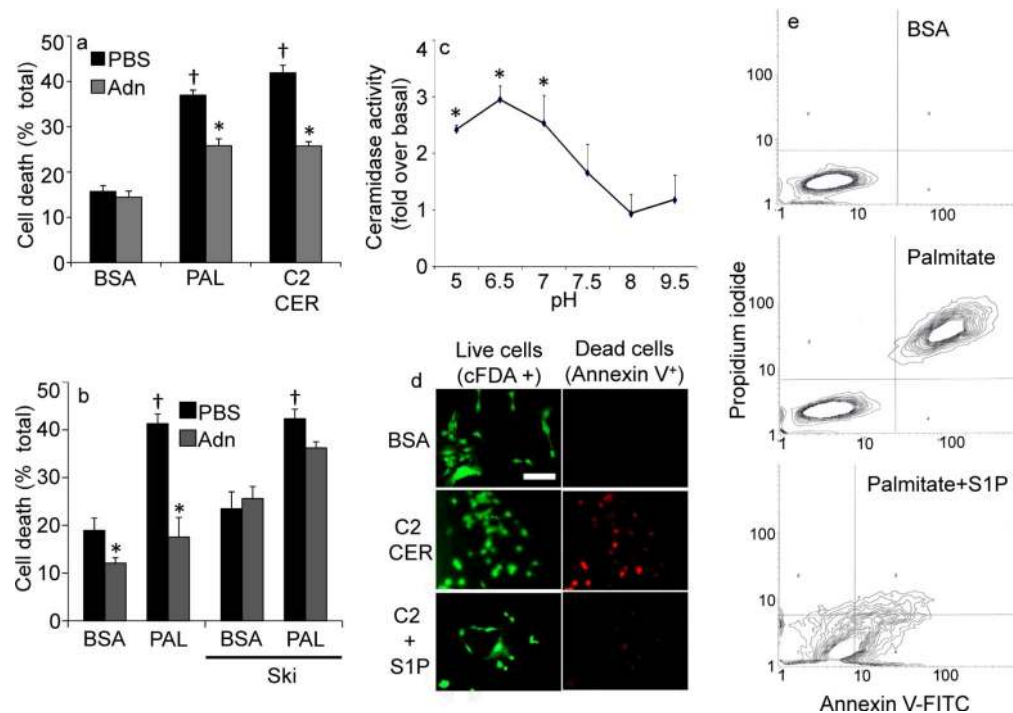 a
PBS
Adn
Cell death (% total)
50
40
30
20
10
0
† † * *
BSA PAL C2 CER
b
PBS
Adn
Cell death (% total)
50
40
30
20
10
0
* † * †
BSA PAL BSA PAL
Ski
c
Ceramidase activity
(fold over basal)
4
3
2
1
0
* * *
5 6.5 7 7.5 8 9.5
pH
d
Live cells Dead cells
(cFDA +) (Annexin V⁺)
BSA
C2
CER
C2
+
S1P
e
BSA
100
10
1
1 10 100
Palmitate
100
10
1
1 10 100
Palmitate+S1P
100
10
1
1 10 100
Propidium iodide
Annexin V-FITC